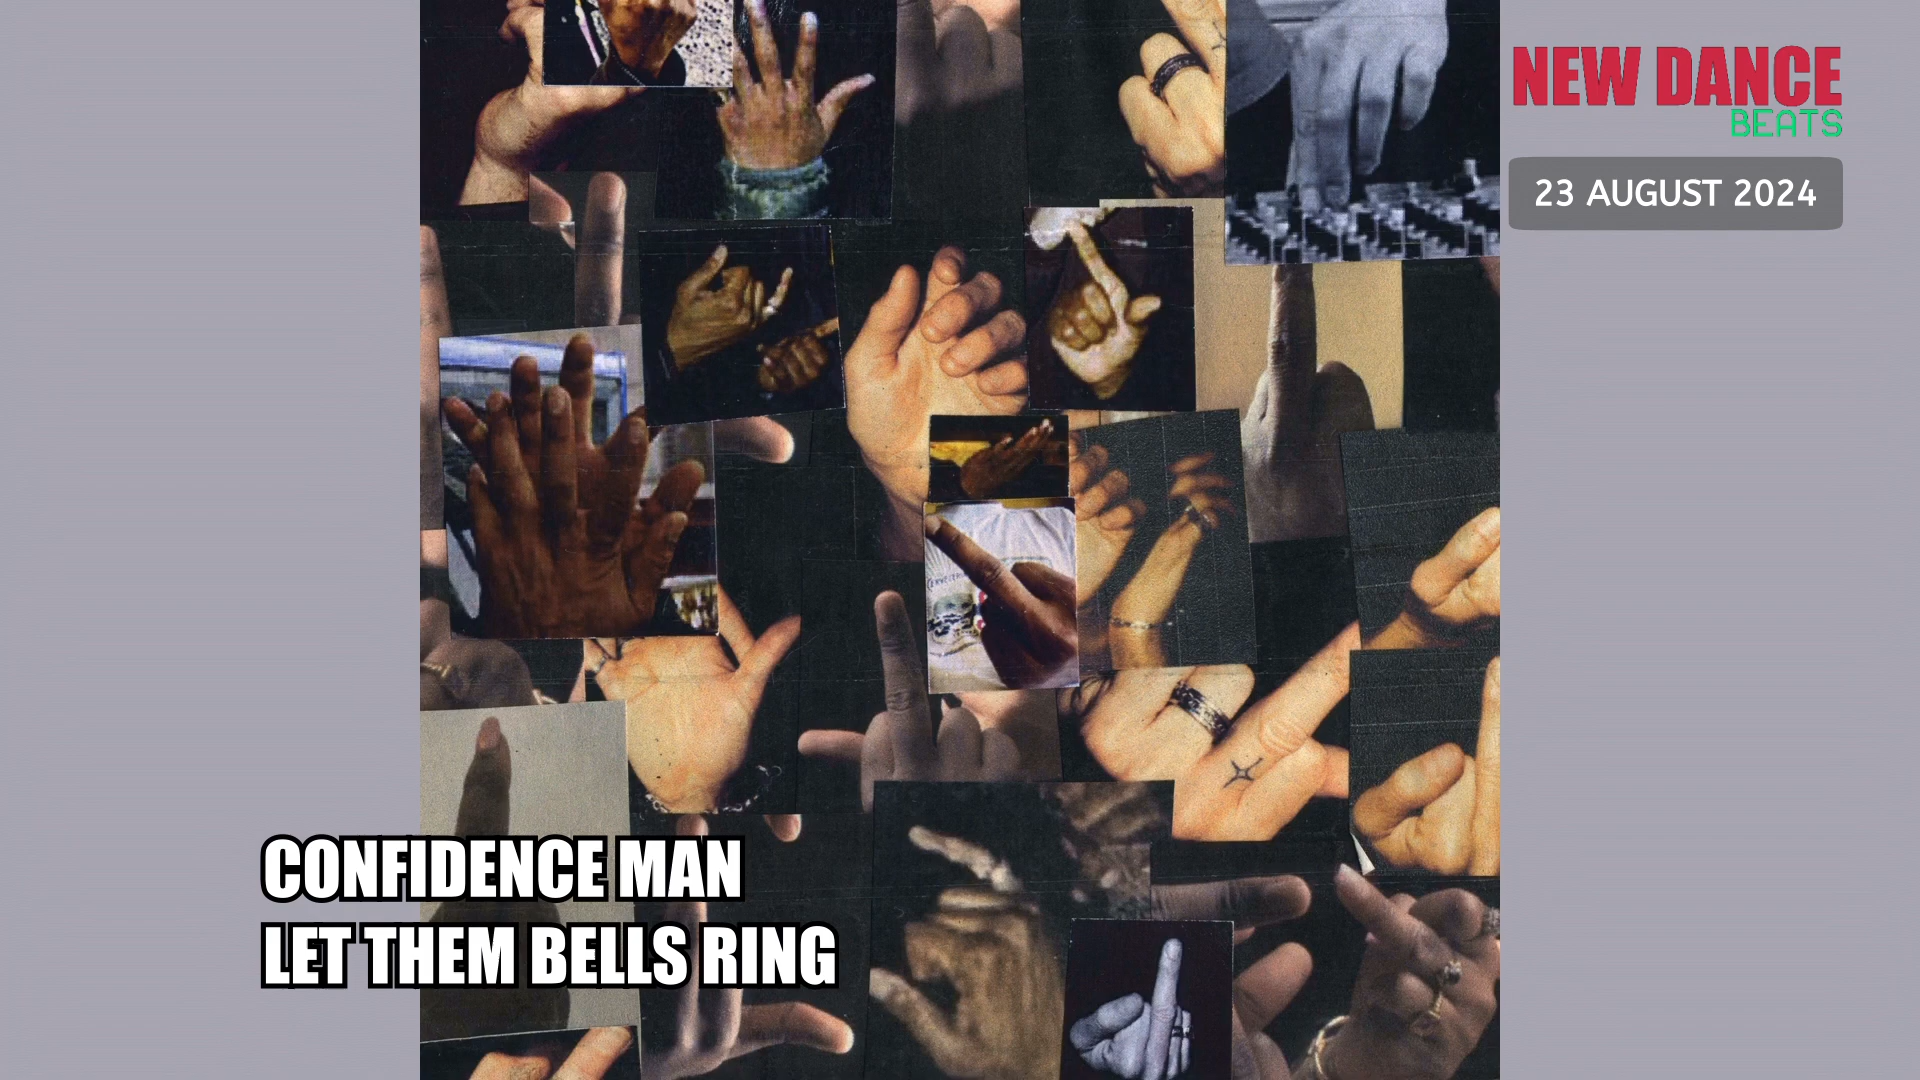 NEW DANCE
BEATS
23 AUGUST 2024
CONFIDENCE MAN
LET THEM BELLS RING